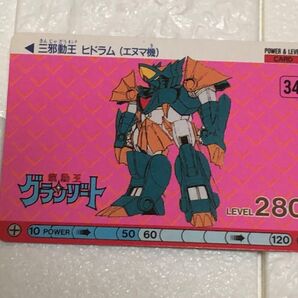 さんじゃどうおう
◀三邪動王 ヒドラム(エヌマ機)
POWER & LEVE
CARD
34
魔動王
グランゾート
LEVEL 280
10 POWER 50 60 120